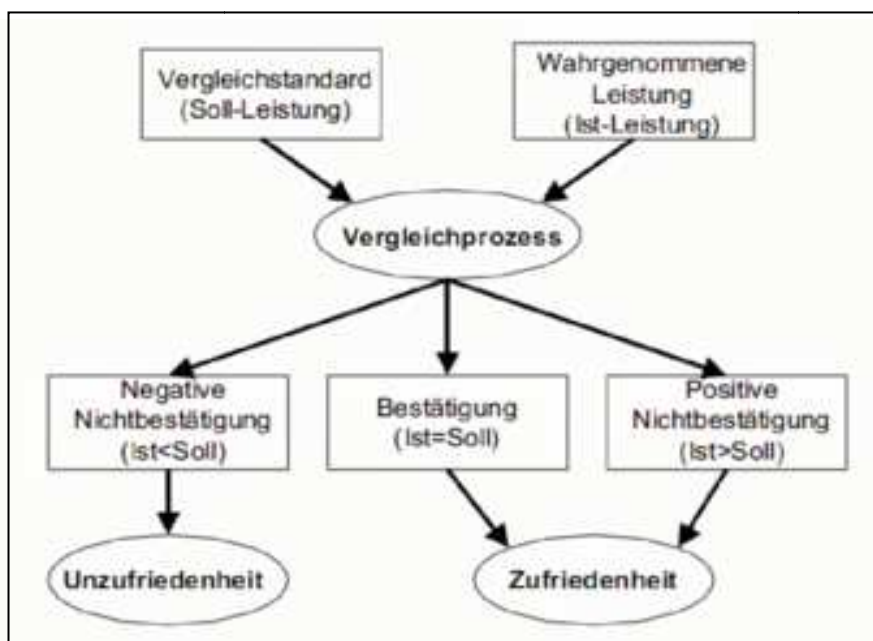 Vergleichstandard
(Soll-Leistung)
Wahrgenommene
Leistung
(Ist-Leistung)
Vergleichprozess
Negative
Nichtbestätigung
(Ist<Soll)
Bestätigung
(Ist=Soll)
Positive
Nichtbestätigung
(Ist>Soll)
Unzufriedenheit
Zufriedenheit